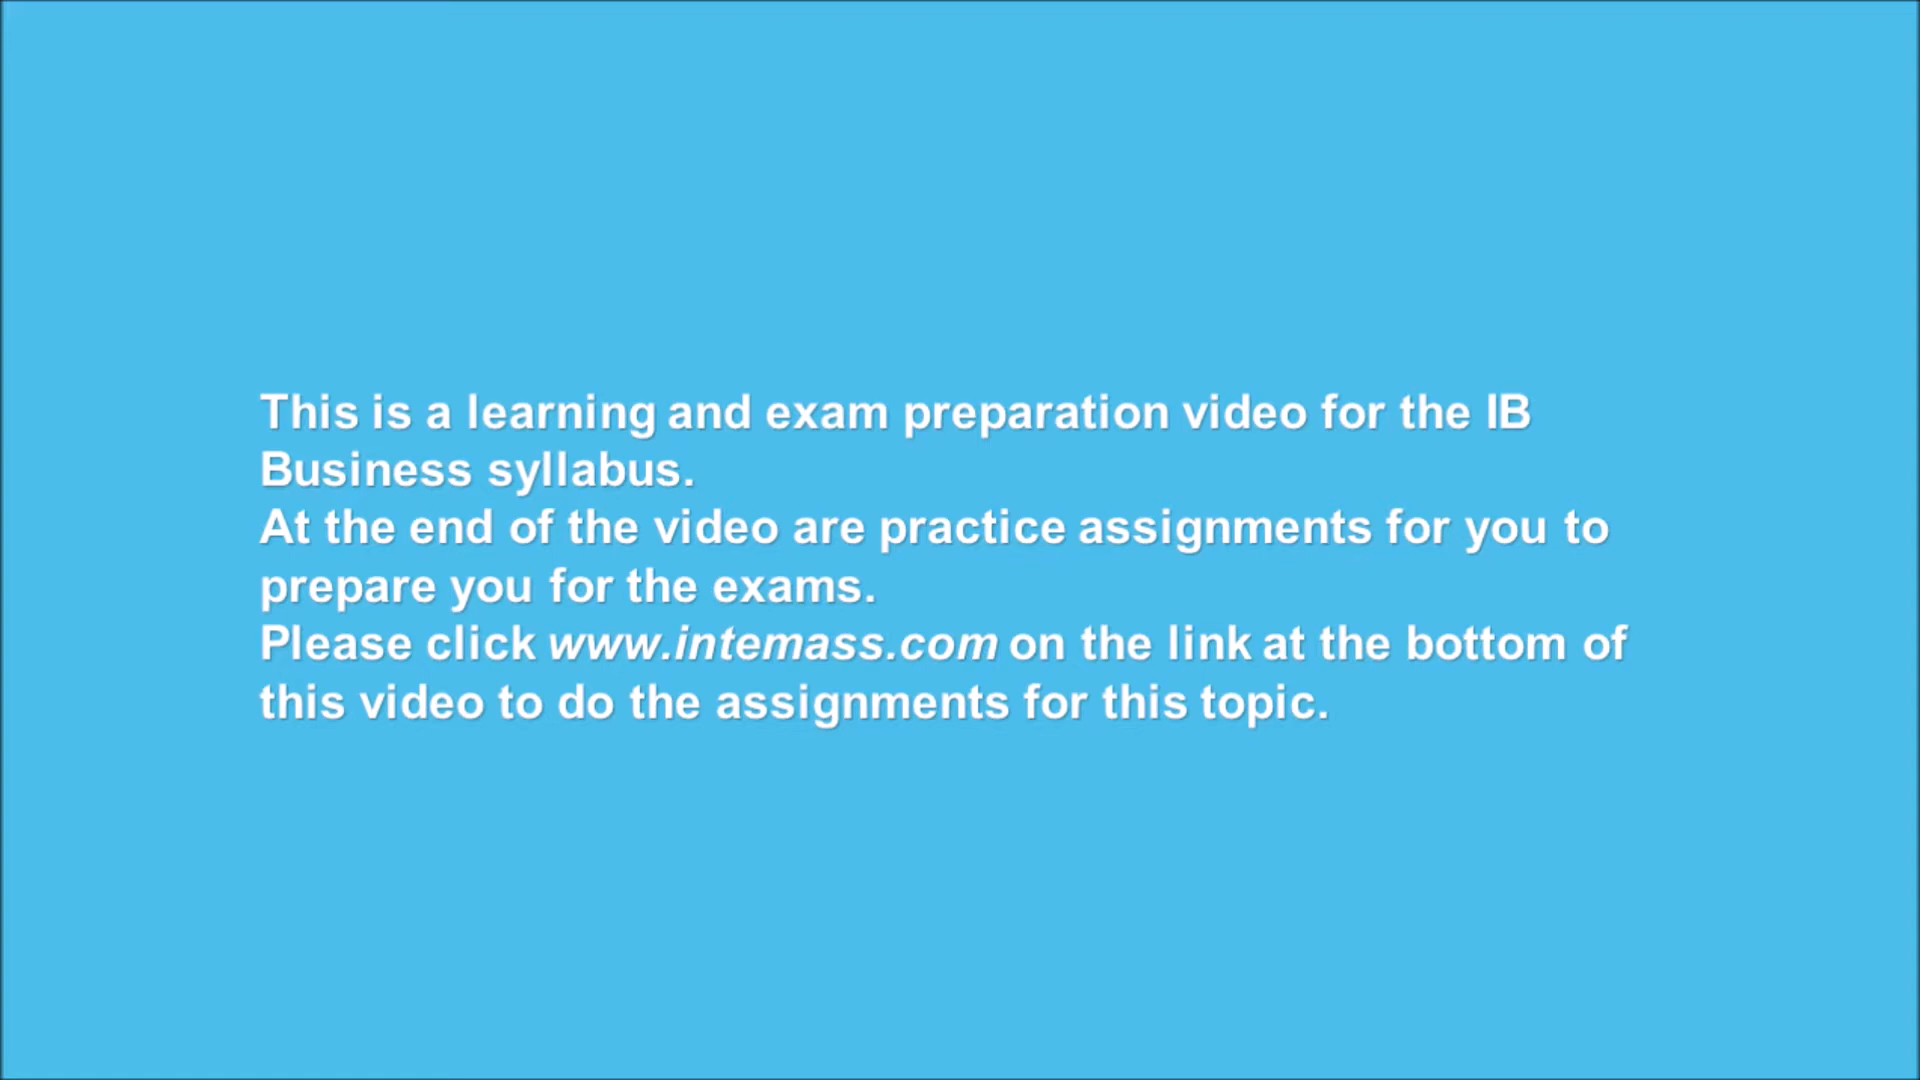 This is a learning and exam preparation video for the IB
Business syllabus.
At the end of the video are practice assignments for you to
prepare you for the exams.
Please click www.intemass.com on the link at the bottom of
this video to do the assignments for this topic.